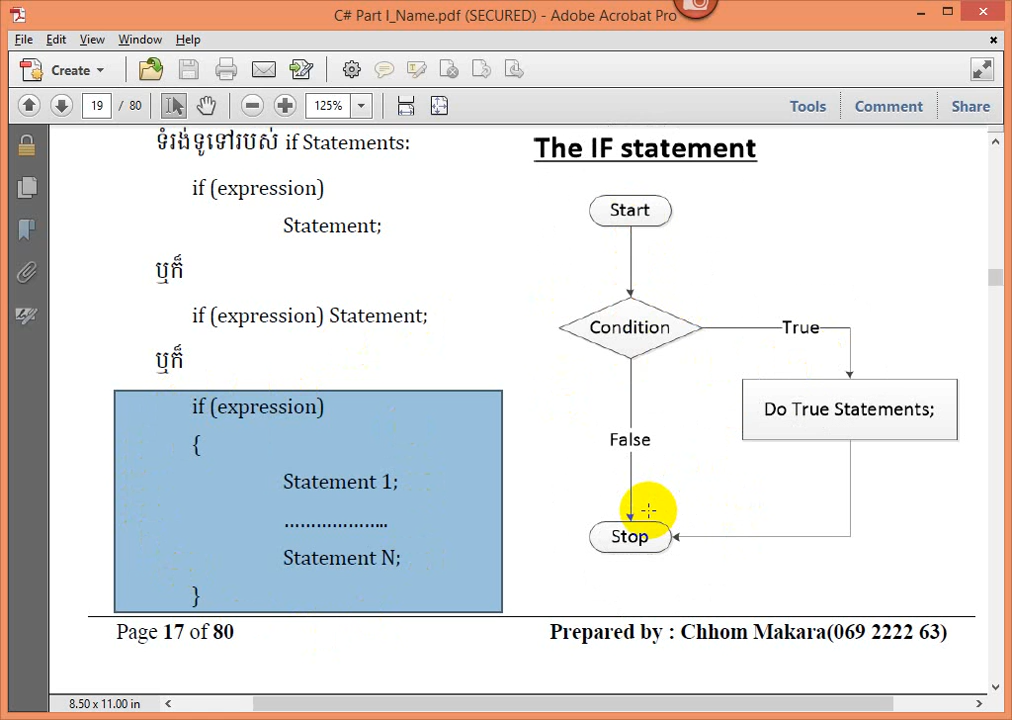 C# Part I_Name.pdf (SECURED) - Adobe Acrobat Pro
File Edit View Window Help
Create
19 / 80 125% Tools Comment Share
ទំរង់ទូទៅរបស់ if Statements:
if (expression)
Statement;
ឬក៏
if (expression) Statement;
ឬក៏
if (expression)
{
Statement 1;
………………...
Statement N;
}
The IF statement
Start
Condition
True
Do True Statements;
False
Stop
Page 17 of 80 Prepared by : Chhom Makara(069 2222 63)
8.50 x 11.00 in